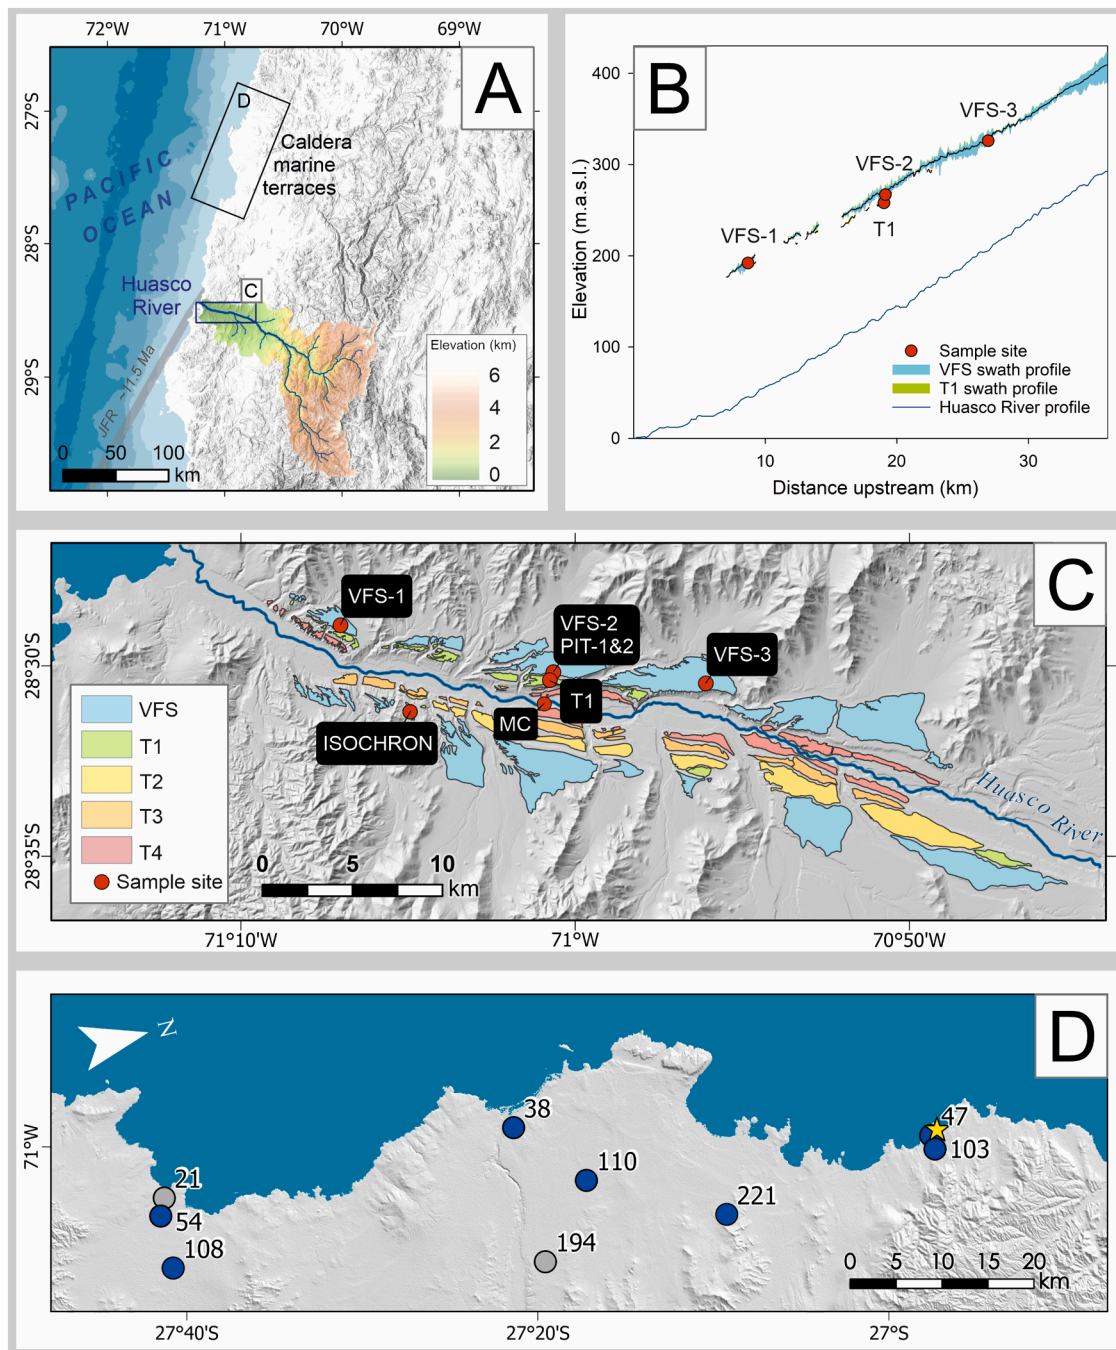 72°W 71°W 70°W 69°W
27°S
28°S
29°S
A
D
Caldera
marine
terraces
PACIFIC
OCEAN
Huasco
River
C
JFR ~11.5 Ma
Elevation (km)
6
4
2
0
0 50 100
km
B
400
300
200
100
0
Elevation (m.a.s.l.)
VFS-3
VFS-2
T1
VFS-1
Sample site
VFS swath profile
T1 swath profile
Huasco River profile
10 20 30
Distance upstream (km)
C
VFS-1
VFS-2
PIT-1&2
VFS-3
T1
MC
ISOCHRON
28°30'S
28°35'S
VFS
T1
T2
T3
T4
Sample site
0 5 10
km
Huasco River
71°10'W 71°W 70°50'W
D
N
71°W
38
47
103
110
21
54
108
221
194
0 5 10 15 20
km
27°40'S 27°20'S 27°S